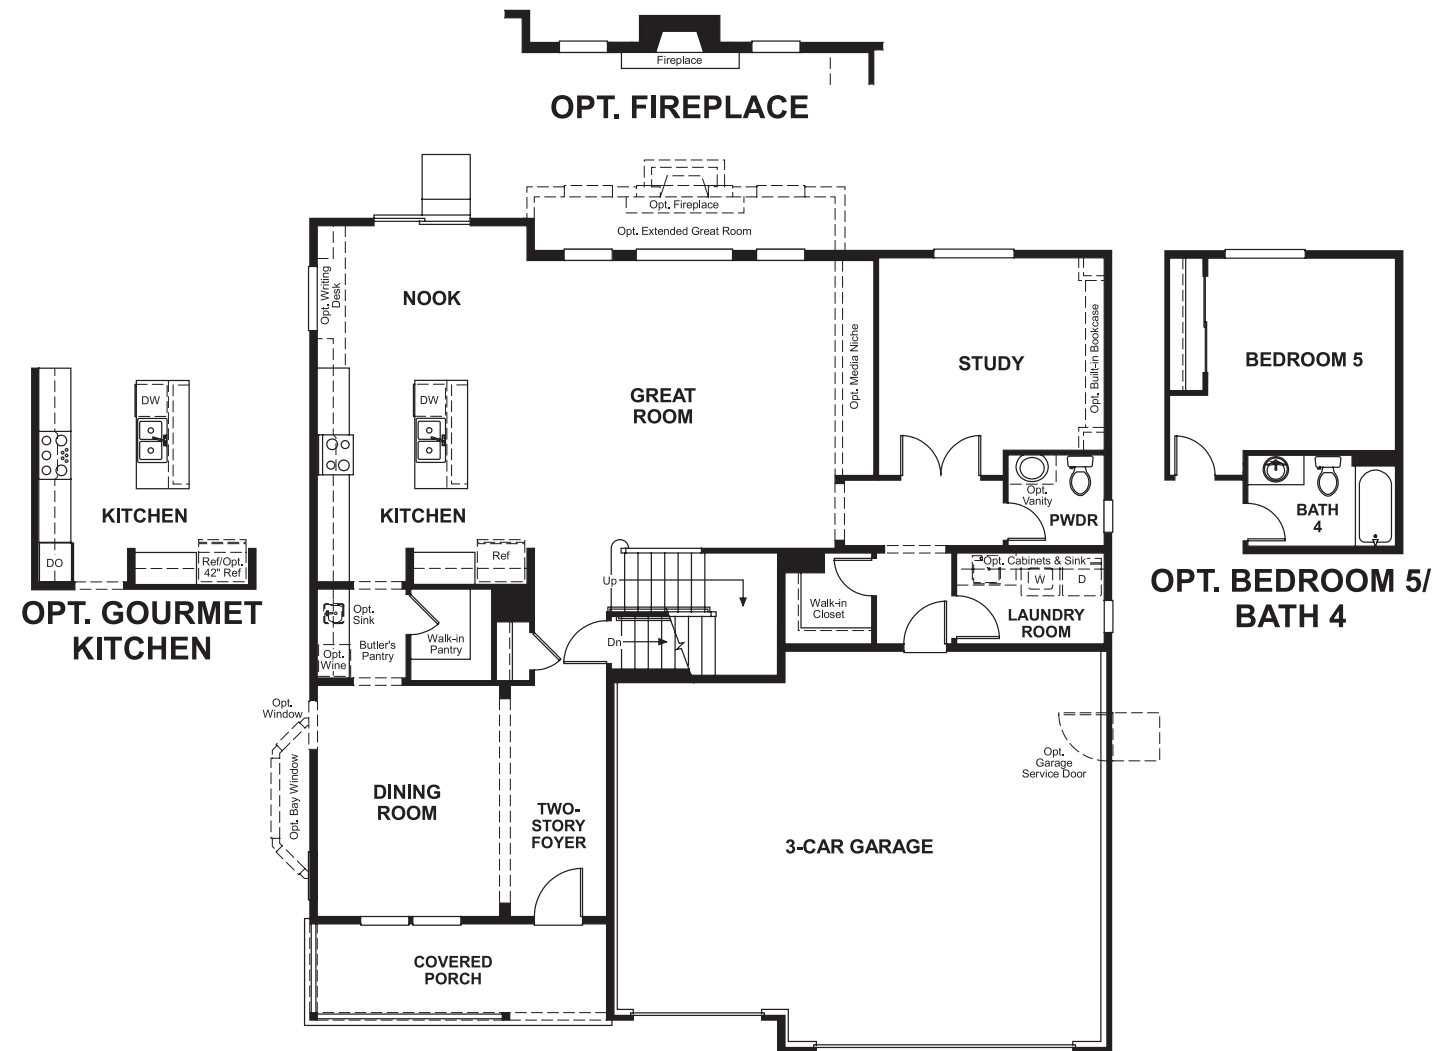 Fireplace
OPT. FIREPLACE
Opt. Fireplace
Opt. Extended Great Room
NOOK
Opt. Writing
Desk
GREAT
ROOM
Opt. Media Niche
STUDY
Opt. Built-in Bookcase
BEDROOM 5
BATH
4
OPT. BEDROOM 5/
BATH 4
DW
KITCHEN
DO
Ref/Opt.
42" Ref
OPT. GOURMET
KITCHEN
DW
KITCHEN
Ref
Opt.
Vanity
PWDR
Opt. Cabinets & Sink
W
D
LAUNDRY
ROOM
Walk-in
Closet
Up
Dn
Opt.
Sink
Opt.
Wine
Butler's
Pantry
Walk-in
Pantry
Opt.
Window
Opt. Bay Window
DINING
ROOM
TWO-
STORY
FOYER
Opt.
Garage
Service Door
3-CAR GARAGE
COVERED
PORCH